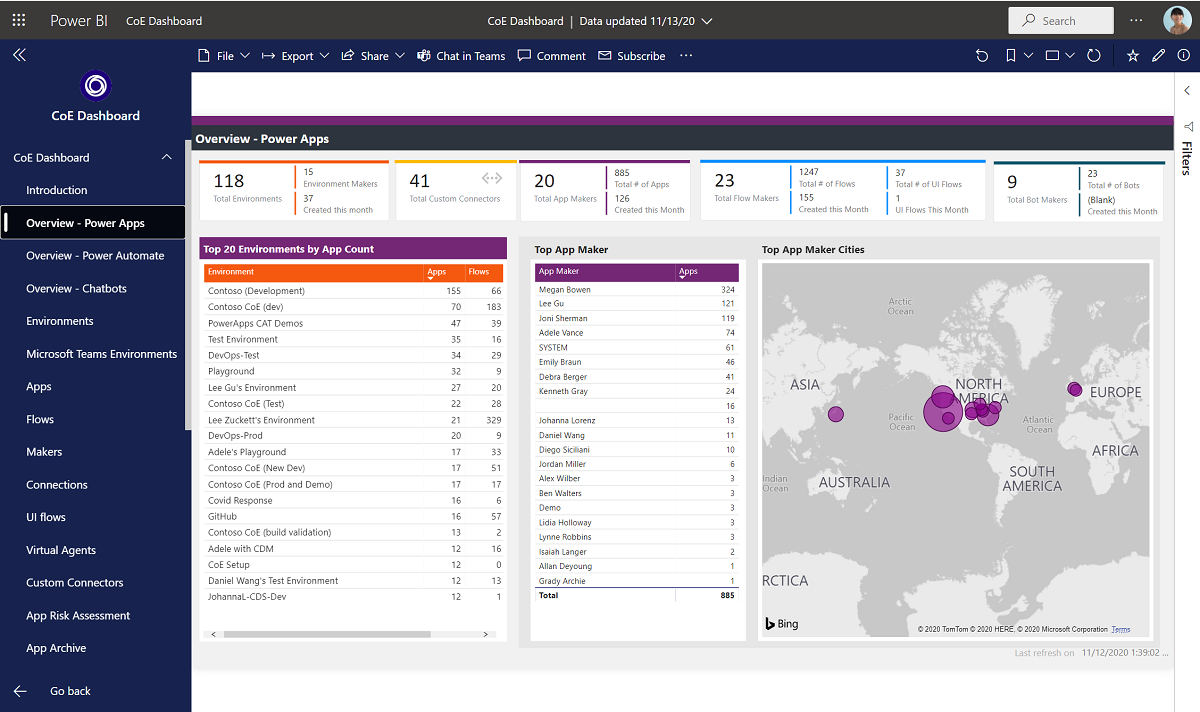 Power BI CoE Dashboard CoE Dashboard | Data updated 11/13/20 Search
File Export Share Chat in Teams Comment Subscribe
CoE Dashboard
CoE Dashboard
Introduction
Overview - Power Apps
Overview - Power Automate
Overview - Chatbots
Environments
Microsoft Teams Environments
Apps
Flows
Makers
Connections
UI flows
Virtual Agents
Custom Connectors
App Risk Assessment
App Archive
Go back
Overview - Power Apps
118
Total Environments
15
Environment Makers
37
Created this month
41
Total Custom Connectors
20
Total App Makers
885
Total # of Apps
126
Created this Month
23
Total Flow Makers
1247
Total # of Flows
155
Created this Month
37
Total # of UI Flows
1
UI Flows This Month
9
Total Bot Makers
23
Total # of Bots
(Blank)
Created this Month
Top 20 Environments by App Count
Environment Apps Flows
Contoso (Development) 155 66
Contoso CoE (dev) 70 183
PowerApps CAT Demos 47 39
Test Environment 35 16
DevOps-Test 34 29
Playground 32 9
Lee Gu's Environment 27 20
Contoso CoE (Test) 22 28
Lee Zuckett's Environment 21 329
DevOps-Prod 20 9
Adele's Playground 17 33
Contoso CoE (New Dev) 17 51
Contoso CoE (Prod and Demo) 17 17
Covid Response 16 6
GitHub 16 57
Contoso CoE (build validation) 13 2
Adele with CDM 12 16
CoE Setup 12 0
Daniel Wang's Test Environment 12 13
JohannaL-CDS-Dev 12 1
Top App Maker
App Maker Apps
Megan Bowen 324
Lee Gu 121
Joni Sherman 119
Adele Vance 74
SYSTEM 61
Emily Braun 46
Debra Berger 41
Kenneth Gray 24
16
Johanna Lorenz 13
Daniel Wang 11
Diego Siciliani 10
Jordan Miller 6
Alex Wilber 3
Ben Walters 3
Demo 3
Lidia Holloway 3
Lynne Robbins 3
Isaiah Langer 2
Allan Deyoung 1
Grady Archie 1
Total 885
Top App Maker Cities
Arctic
Ocean
ASIA
NORTH
AMERICA
EUROPE
Pacific
Ocean
Atlantic
Ocean
AFRICA
Indian
Ocean
AUSTRALIA
SOUTH
AMERICA
RCTICA
Bing
© 2020 TomTom © 2020 HERE, © 2020 Microsoft Corporation Terms
Last refresh on 11/12/2020 1:39:02 ...
Filters